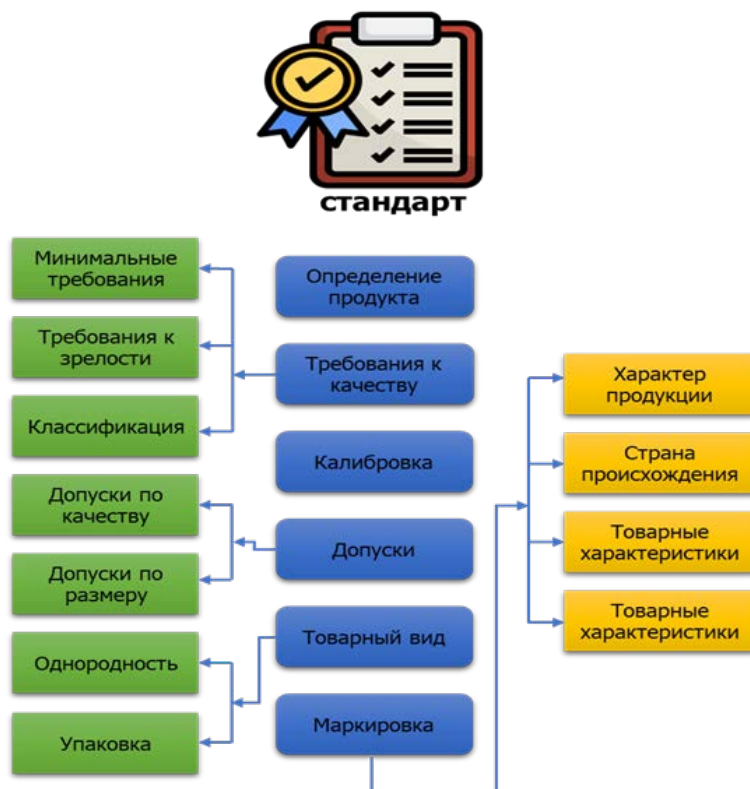 стандарт
Минимальные
требования
Требования к
зрелости
Классификация
Допуски по
качеству
Допуски по
размеру
Однородность
Упаковка
Определение
продукта
Требования к
качеству
Калибровка
Допуски
Товарный вид
Маркировка
Характер
продукции
Страна
происхождения
Товарные
характеристики
Товарные
характеристики